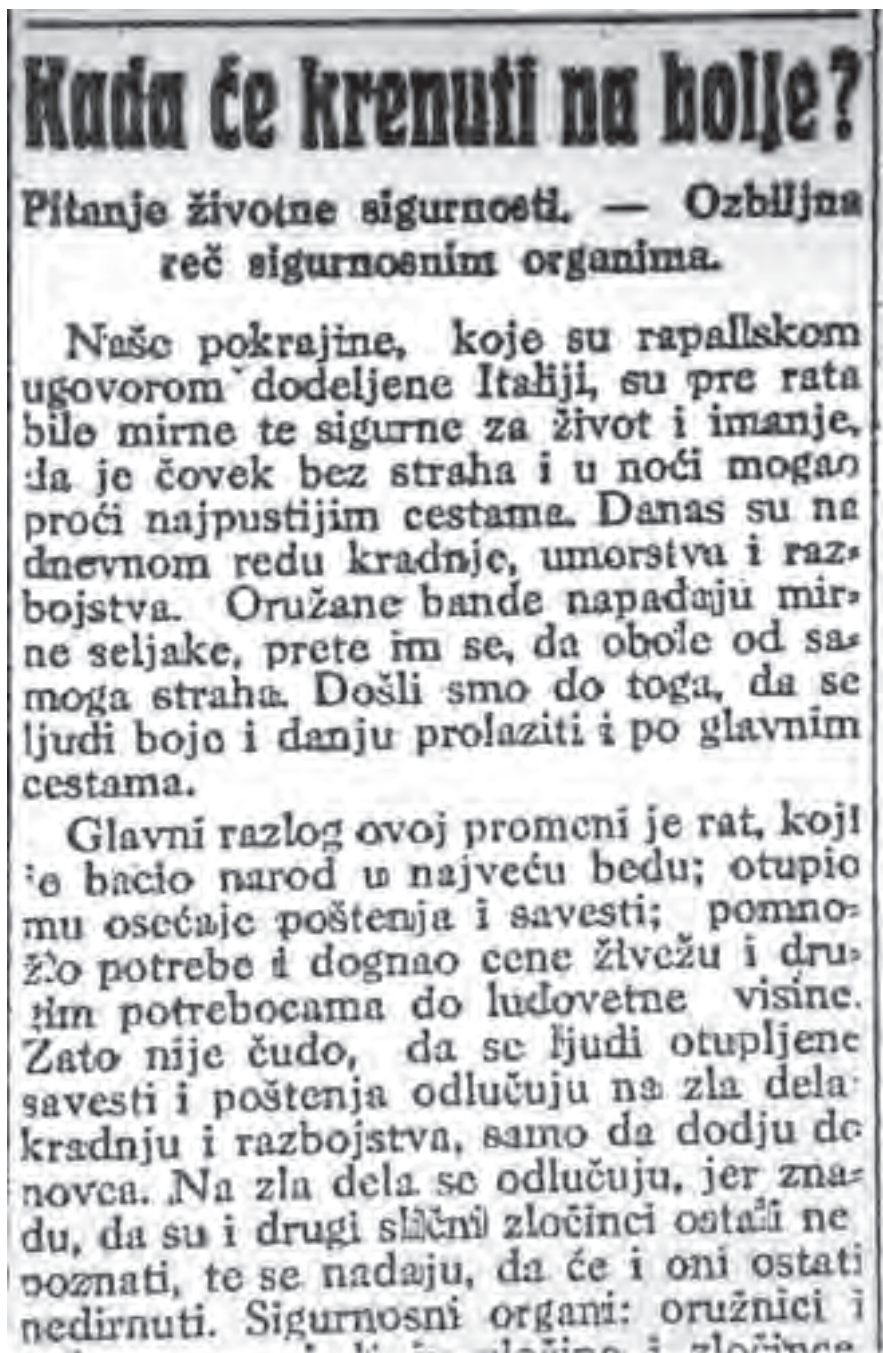 Kada će krenuti na bolje?
Pitanje životne sigurnosti. — Ozbiljna
reč sigurnosnim organima.
Naše pokrajine, koje su rapallskom
ugovorom dodeljene Italiji, su pre rata
bile mirne te sigurne za život i imanje,
da je čovek bez straha i u noći mogao
proći najpustijim cestama. Danas su na
dnevnom redu kradnje, umorstva i raz-
bojstva. Oružane bande napadaju mir-
ne seljake, prete im se, da obole od sa-
moga straha. Došli smo do toga, da se
ljudi boje i danju prolaziti i po glavnim
cestama.
Glavni razlog ovoj promeni je rat, koji
je bacio narod u najveću bedu; otupio
mu osećaje poštenja i savesti; pomno-
žio potrebe i dognao cene živežu i dru-
gim potrebocama do ludovetne visine.
Zato nije čudo, da se ljudi otupljene
savesti i poštenja odlučuju na zla dela
kradnju i razbojstva, samo da dodju do
novca. Na zla dela se odlučuju, jer zna-
du, da su i drugi slični zločinci ostali ne
poznati, te se nadaju, da će i oni ostati
nedirnuti. Sigurnosni organi: oružnici i
zločine i zločince